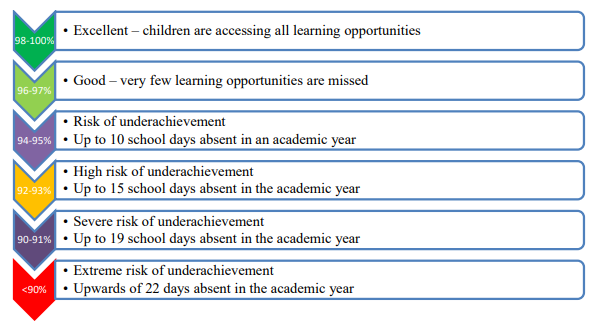 98-100%
• Excellent – children are accessing all learning opportunities
96-97%
• Good – very few learning opportunities are missed
94-95%
• Risk of underachievement
• Up to 10 school days absent in an academic year
92-93%
• High risk of underachievement
• Up to 15 school days absent in the academic year
90-91%
• Severe risk of underachievement
• Up to 19 school days absent in the academic year
<90%
• Extreme risk of underachievement
• Upwards of 22 days absent in the academic year